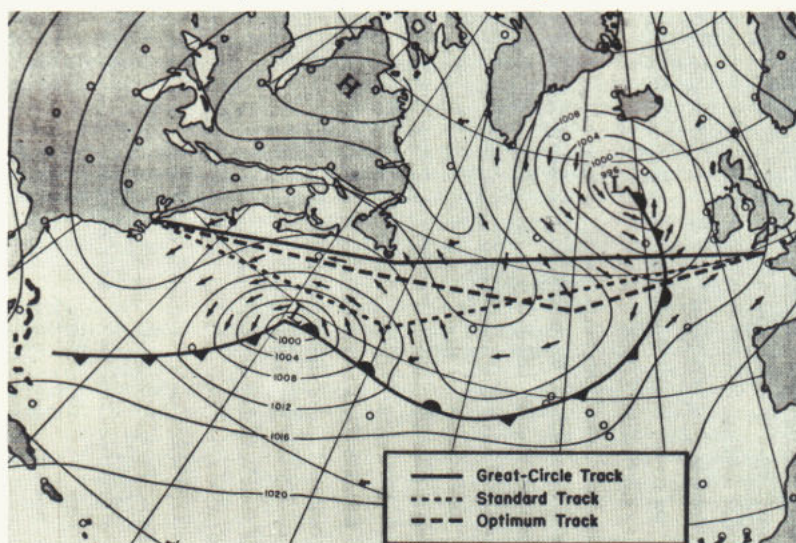 H
1008
1004
1000
996
L
L
1000
1004
1008
1012
1016
1020
Great-Circle Track
Standard Track
Optimum Track